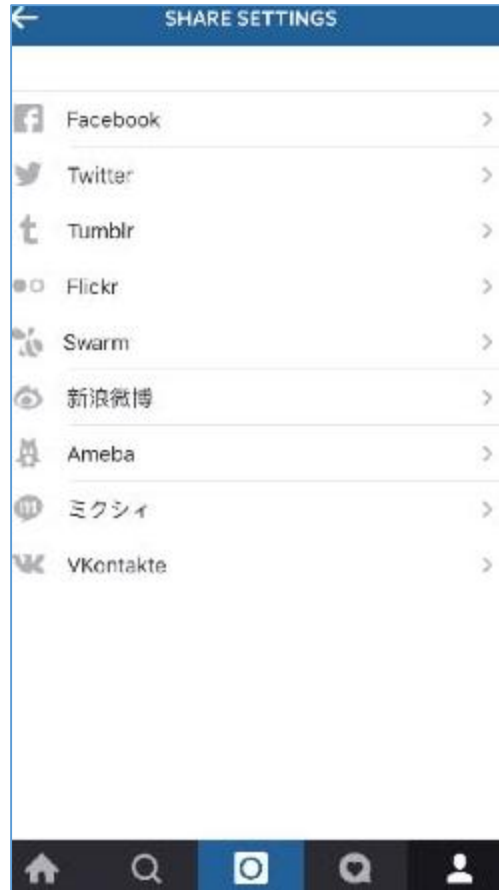 SHARE SETTINGS
Facebook
Twitter
Tumblr
Flickr
Swarm
新浪微博
Ameba
ミクシィ
VKontakte